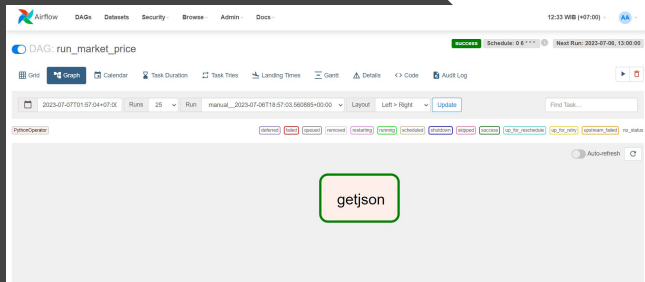 Airflow DAGs Datasets Security Browse Admin Docs 12:33 WIB (+07:00) AA
DAG: run_market_price success Schedule: 0 6 * * * Next Run: 2023-07-06, 13:00:00
Grid Graph Calendar Task Duration Task Tries Landing Times Gantt Details <> Code Audit Log
2023-07-07T01:57:04+07:00 Runs 25 Run manual__2023-07-06T18:57:03.560885+00:00 Layout Left > Right Update Find Task...
PythonOperator deferred failed queued removed restarting running scheduled shutdown skipped success up_for_reschedule up_for_retry upstream_failed no_status
Auto-refresh
getjson